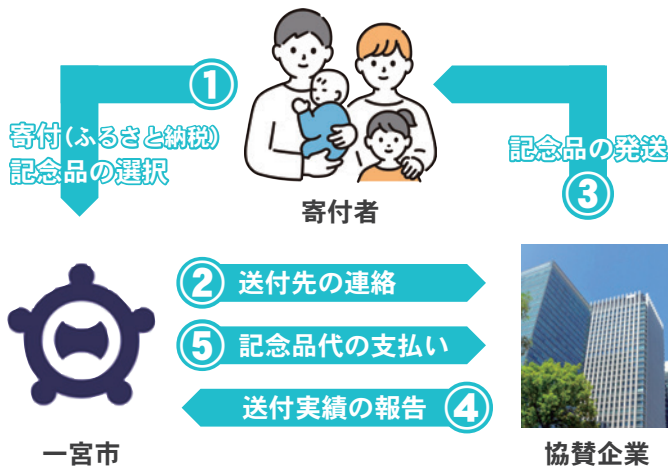 ①
寄付(ふるさと納税)
記念品の選択
記念品の発送
③
寄付者
② 送付先の連絡
⑤ 記念品代の支払い
送付実績の報告 ④
一宮市
協賛企業